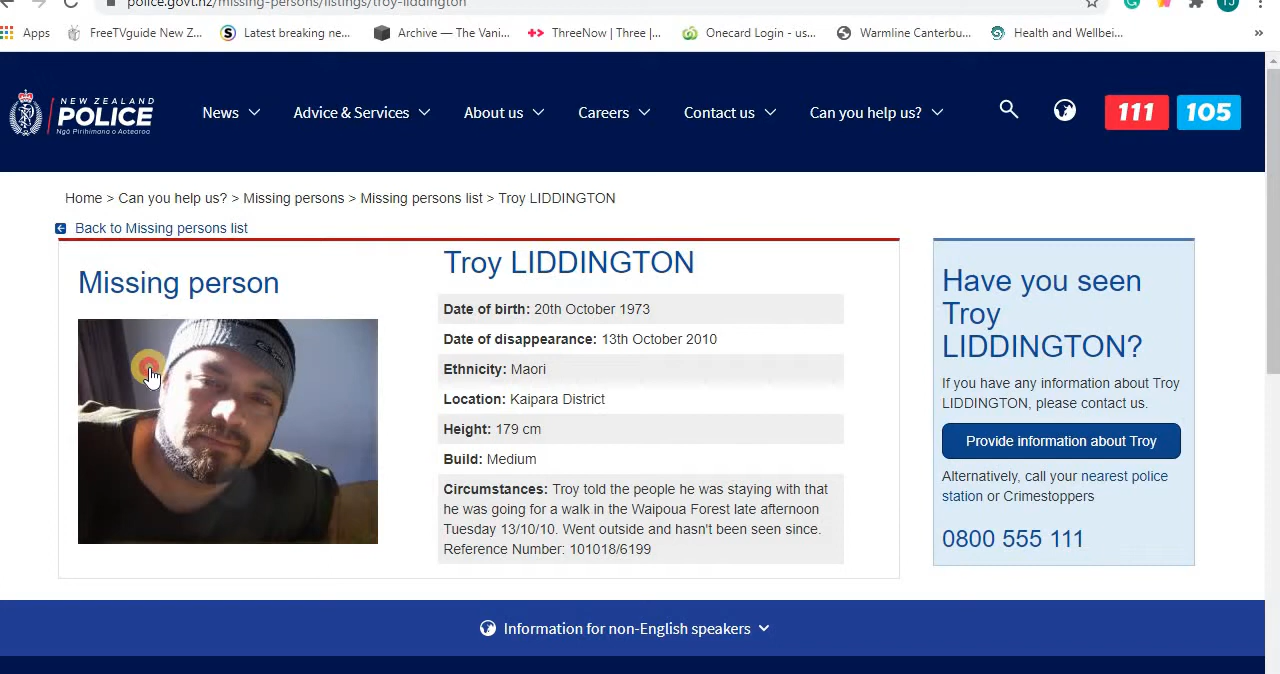 police.govt.nz/missing-persons/listings/troy-liddington
Apps
FreeTVguide New Z...
Latest breaking ne...
Archive — The Vani...
ThreeNow | Three |...
Onecard Login - us...
Warmline Canterbu...
Health and Wellbei...
»
NEW ZEALAND
POLICE
Ngā Pirihimana o Aotearoa
News
Advice & Services
About us
Careers
Contact us
Can you help us?
111
105
Home > Can you help us? > Missing persons > Missing persons list > Troy LIDDINGTON
Back to Missing persons list
Missing person
Troy LIDDINGTON
Date of birth: 20th October 1973
Date of disappearance: 13th October 2010
Ethnicity: Maori
Location: Kaipara District
Height: 179 cm
Build: Medium
Circumstances: Troy told the people he was staying with that
he was going for a walk in the Waipoua Forest late afternoon
Tuesday 13/10/10. Went outside and hasn't been seen since.
Reference Number: 101018/6199
Have you seen
Troy
LIDDINGTON?
If you have any information about Troy
LIDDINGTON, please contact us.
Provide information about Troy
Alternatively, call your nearest police
station or Crimestoppers
0800 555 111
Information for non-English speakers